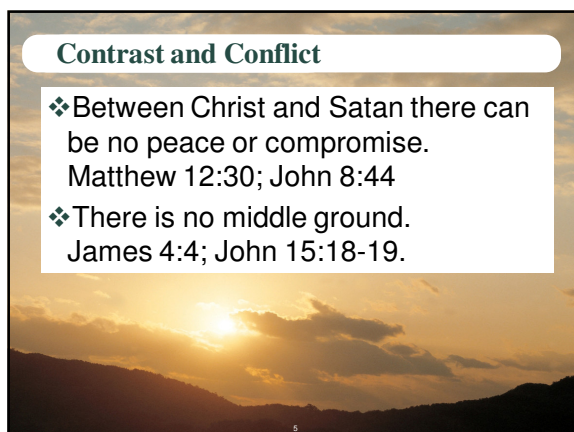 Contrast and Conflict
❖Between Christ and Satan there can
be no peace or compromise.
Matthew 12:30; John 8:44
❖There is no middle ground.
James 4:4; John 15:18-19.
5